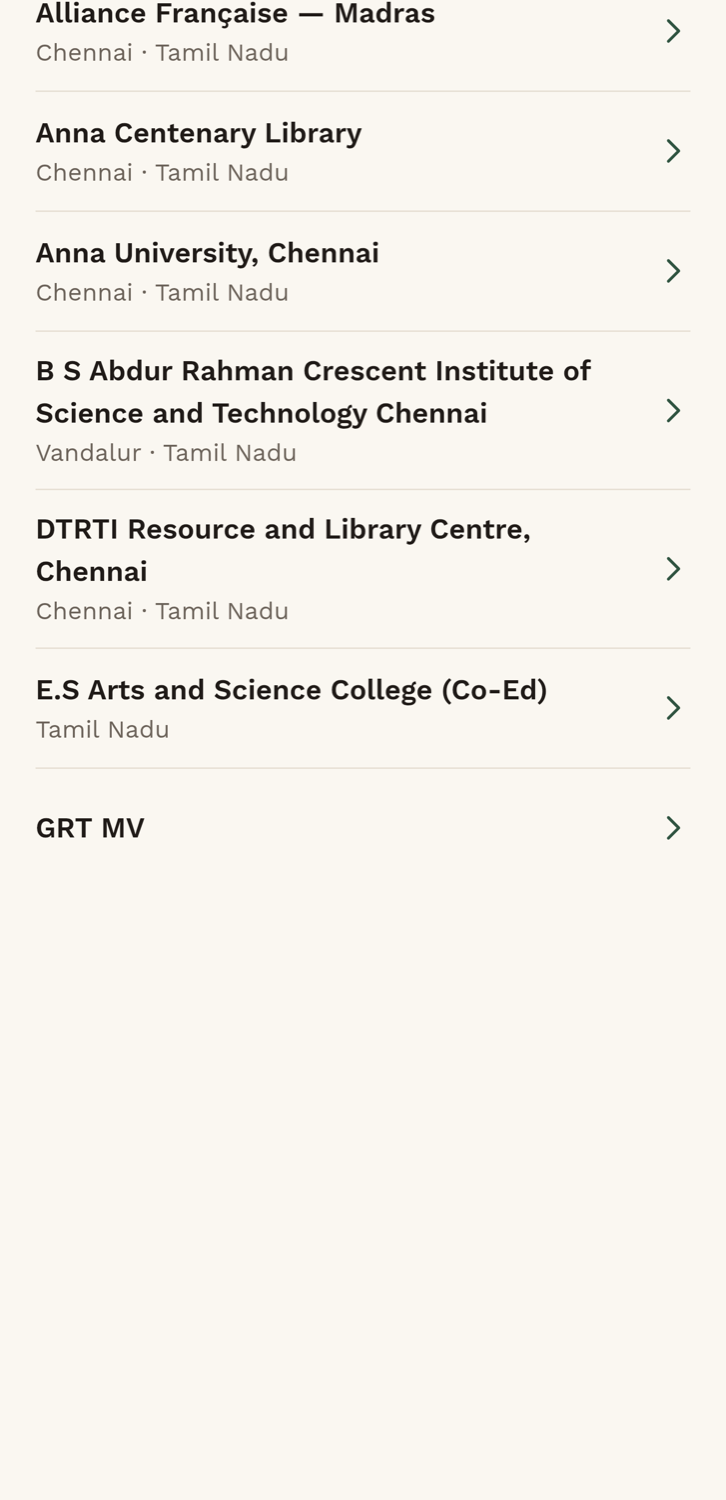 Alliance Française — Madras
Chennai · Tamil Nadu
Anna Centenary Library
Chennai · Tamil Nadu
Anna University, Chennai
Chennai · Tamil Nadu
B S Abdur Rahman Crescent Institute of
Science and Technology Chennai
Vandalur · Tamil Nadu
DTRTI Resource and Library Centre,
Chennai
Chennai · Tamil Nadu
E.S Arts and Science College (Co-Ed)
Tamil Nadu
GRT MV